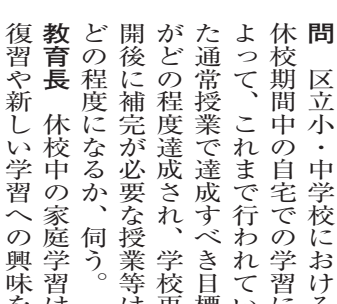 問　区立小・中学校における
休校期間中の自宅での学習に
よって、これまで行われてい
た通常授業で達成すべき目標
がどの程度達成され、学校再
開後に補完が必要な授業等は
どの程度になるか、伺う。
教育長　休校中の家庭学習は
復習や新しい学習への興味を